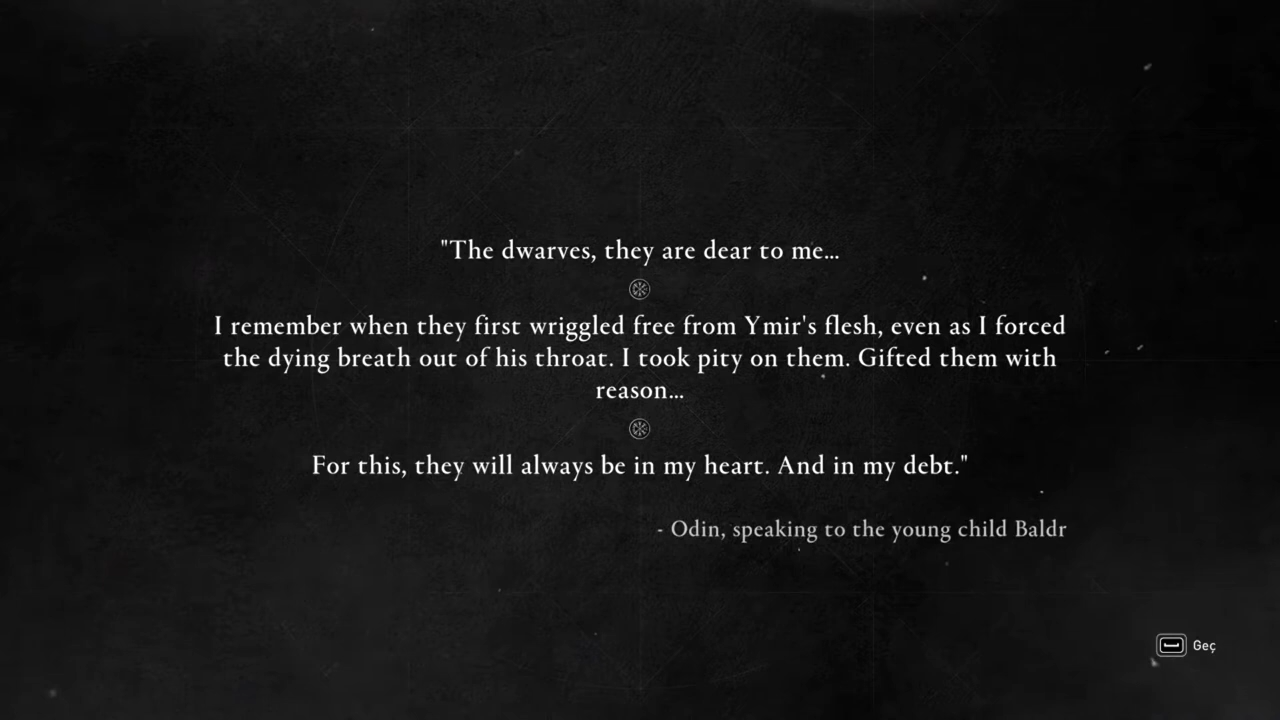 "The dwarves, they are dear to me...
I remember when they first wriggled free from Ymir's flesh, even as I forced
the dying breath out of his throat. I took pity on them. Gifted them with
reason...
For this, they will always be in my heart. And in my debt."
- Odin, speaking to the young child Baldr
Geç